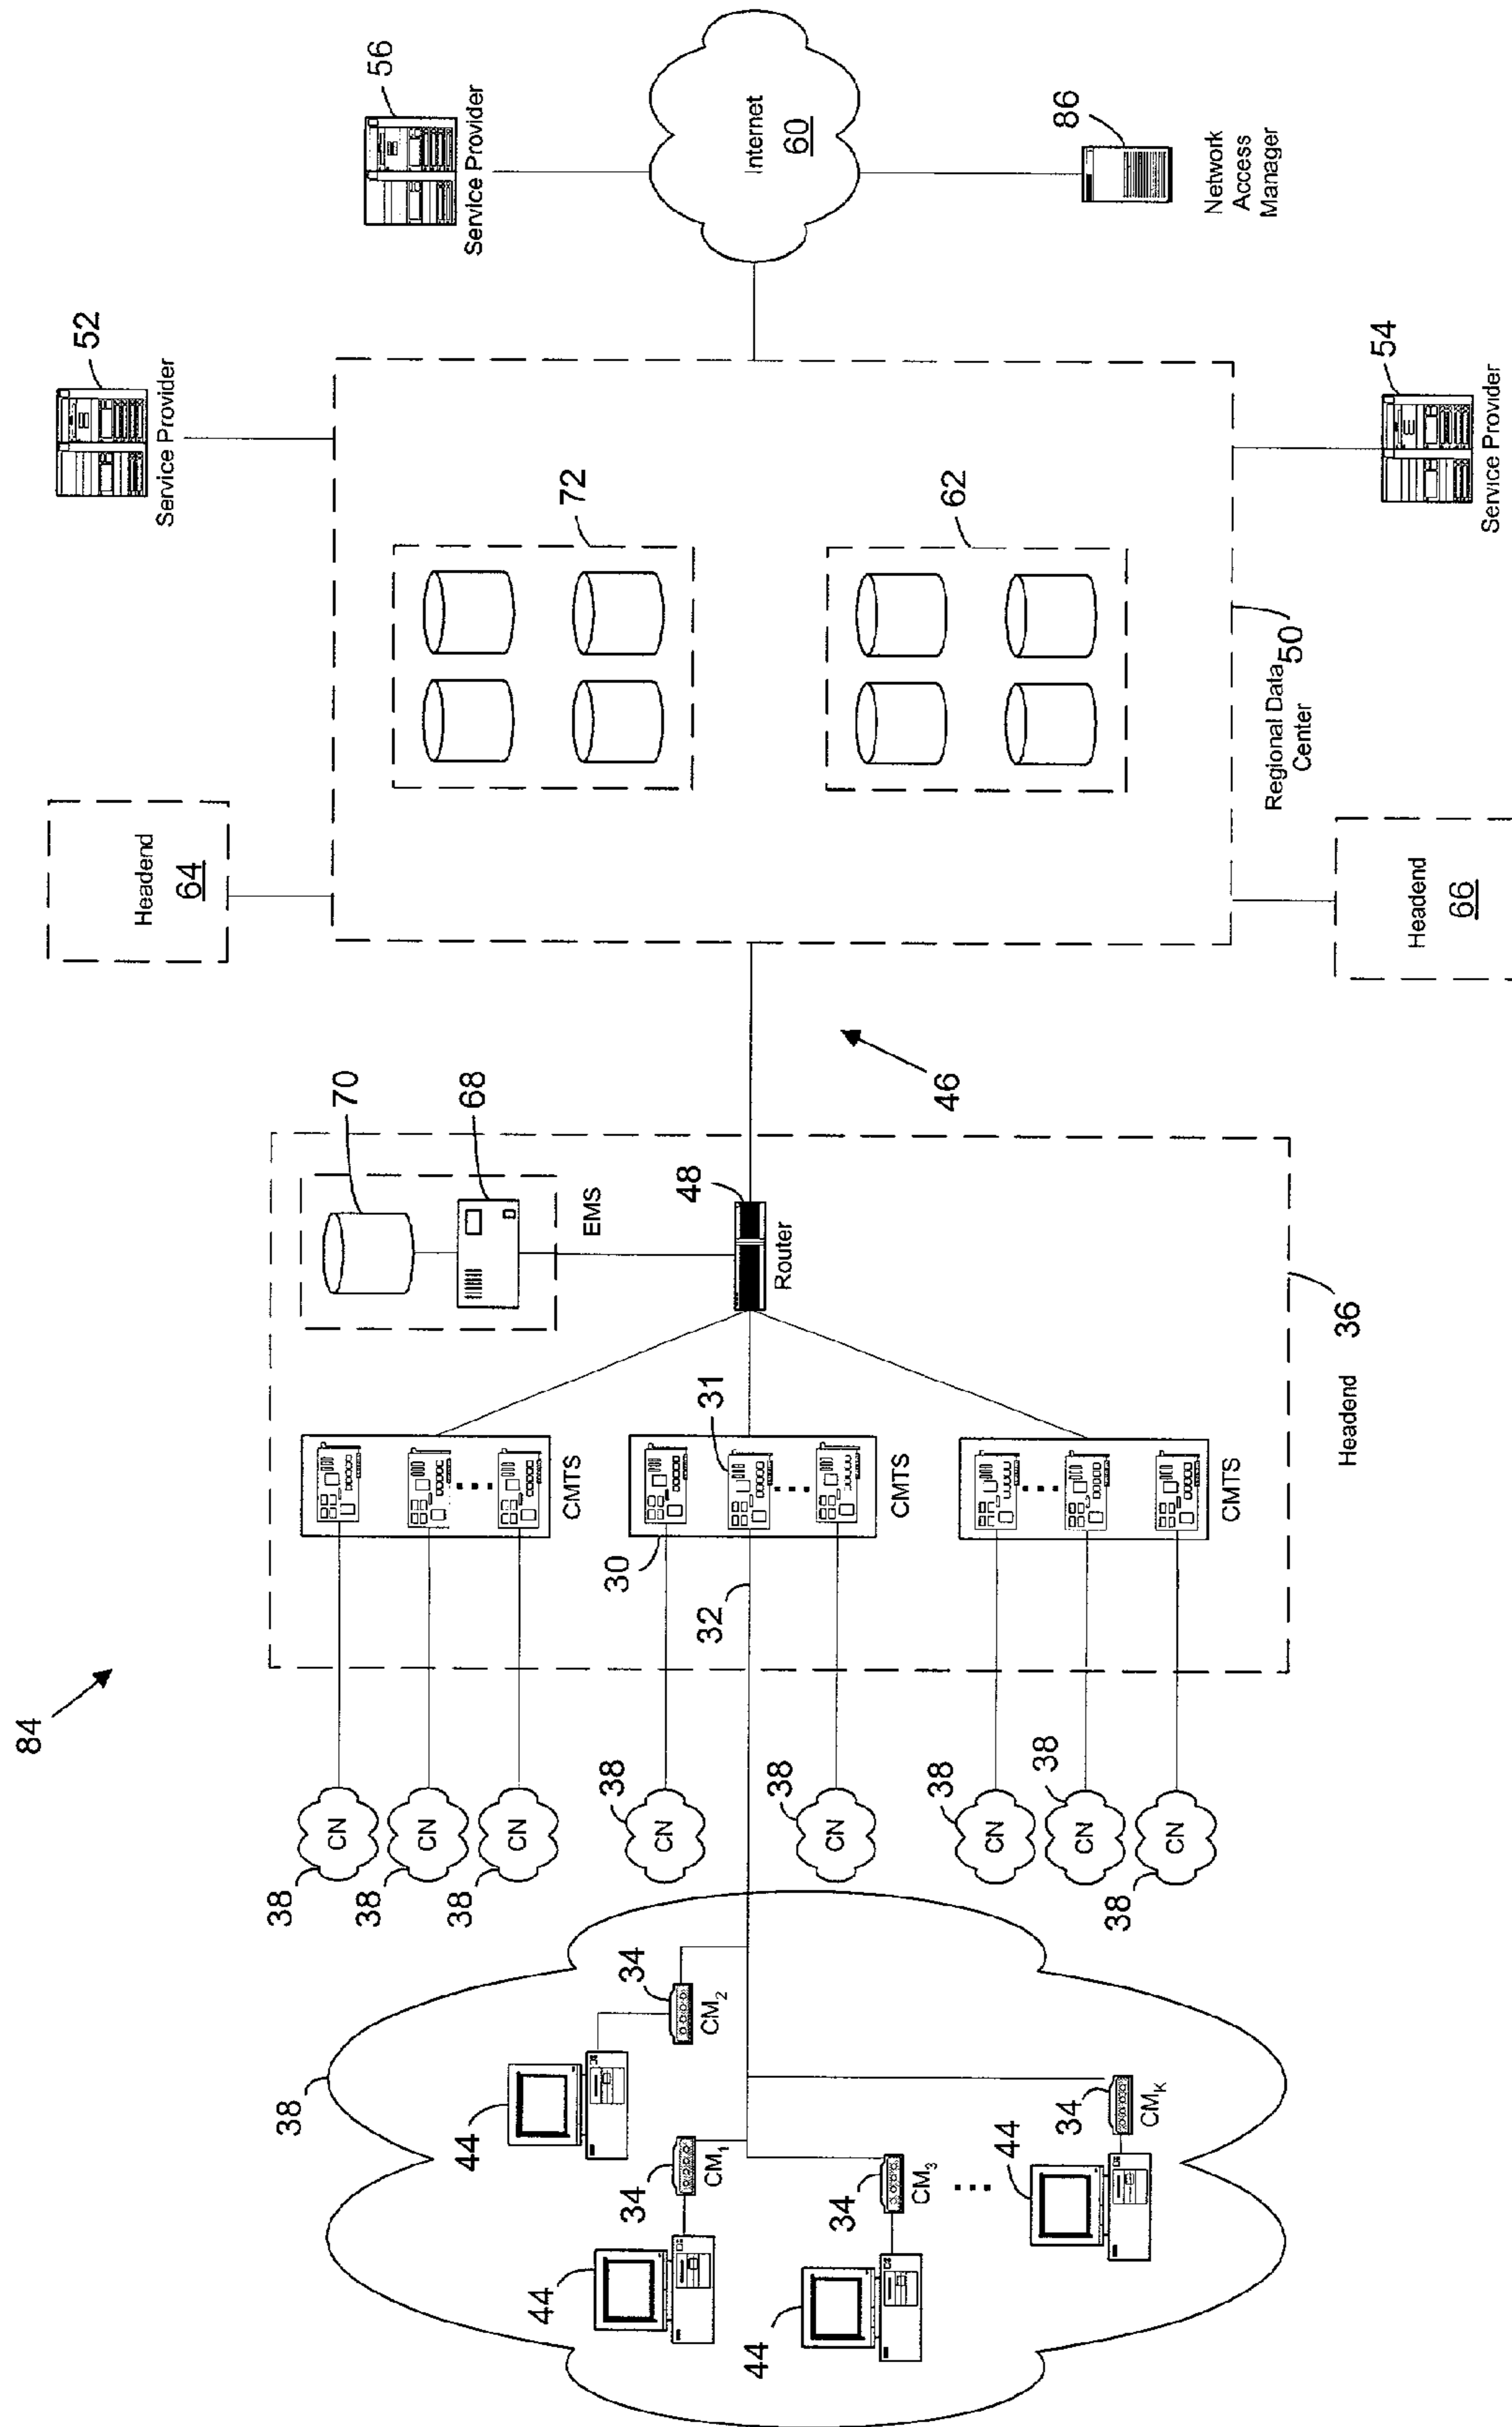 84
52
Service Provider
Headend
64
56
Service Provider
38
CN
38
CN
38
CN
CMTS
70
68
EMS
72
38
44
34
CM₂
44
34
CM₁
38
CN
38
CN
30
32
31
CMTS
48
Router
46
Internet
60
62
44
34
CM₃
...
44
34
CM_K
38
CN
38
CN
38
CN
CMTS
86
Network
Access
Manager
36
Headend
50
Regional Data
Center
Headend
66
54
Service Provider